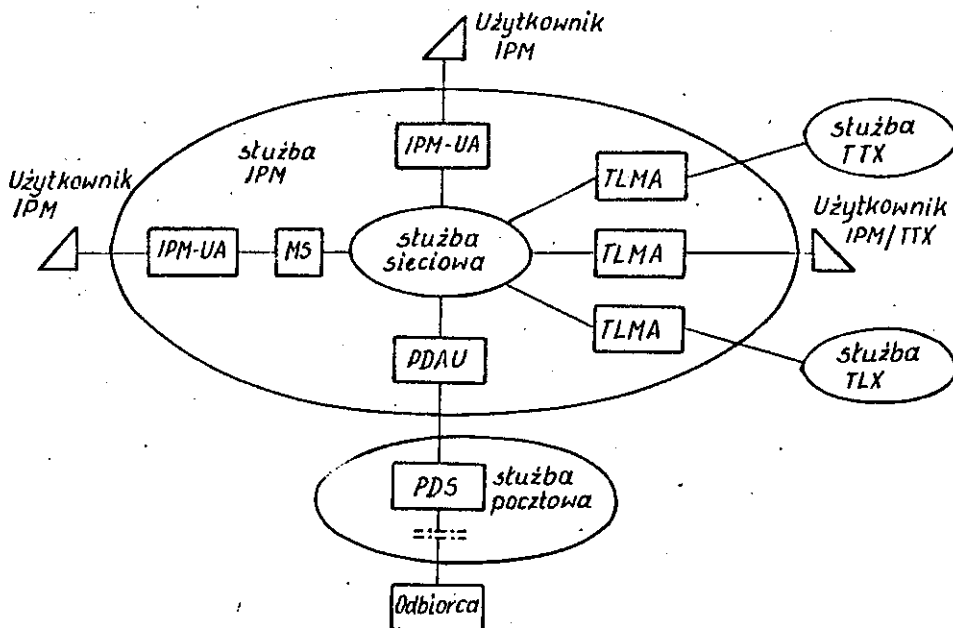 Użytkownik
IPM
służba
IPM
IPM-UA
TLMA
służba
TTX
Użytkownik
IPM
IPM-UA
MS
służba
sieciowa
TLMA
Użytkownik
IPM/TTX
TLMA
służba
TLX
PDAU
PDS
służba
pocztowa
Odbiorca